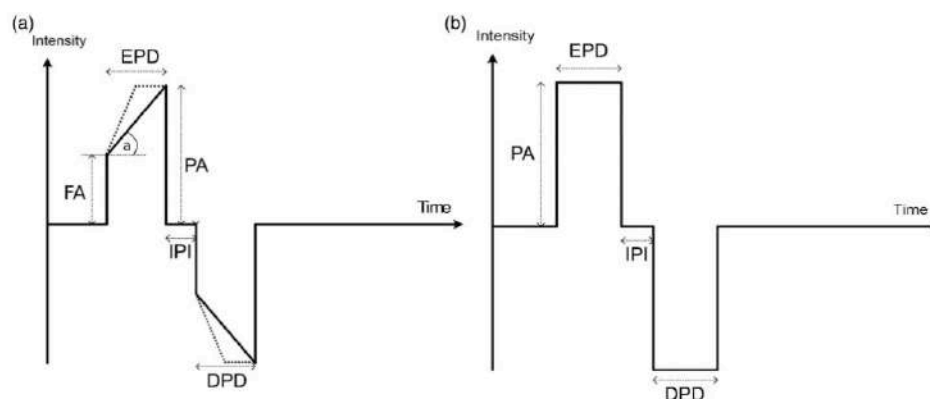 (a)
Intensity
EPD
a
PA
FA
Time
IPI
DPD
(b)
Intensity
EPD
PA
Time
IPI
DPD